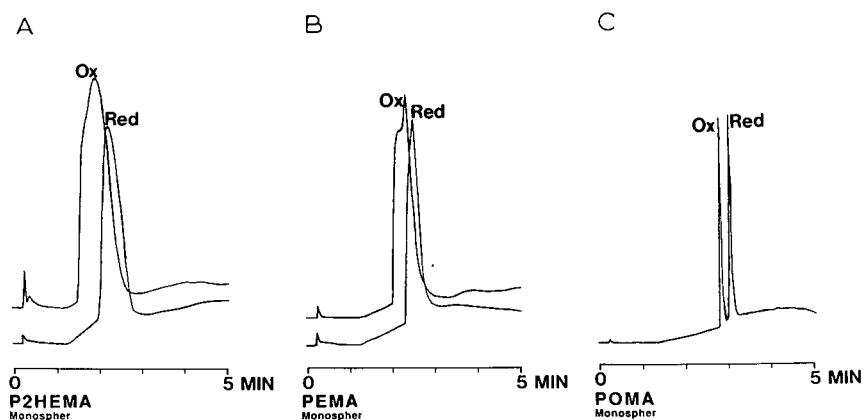 A
B
C
Ox
Red
Ox
Red
Ox
Red
0
5 MIN
P2HEMA
Monospher
0
5 MIN
PEMA
Monospher
0
5 MIN
POMA
Monospher